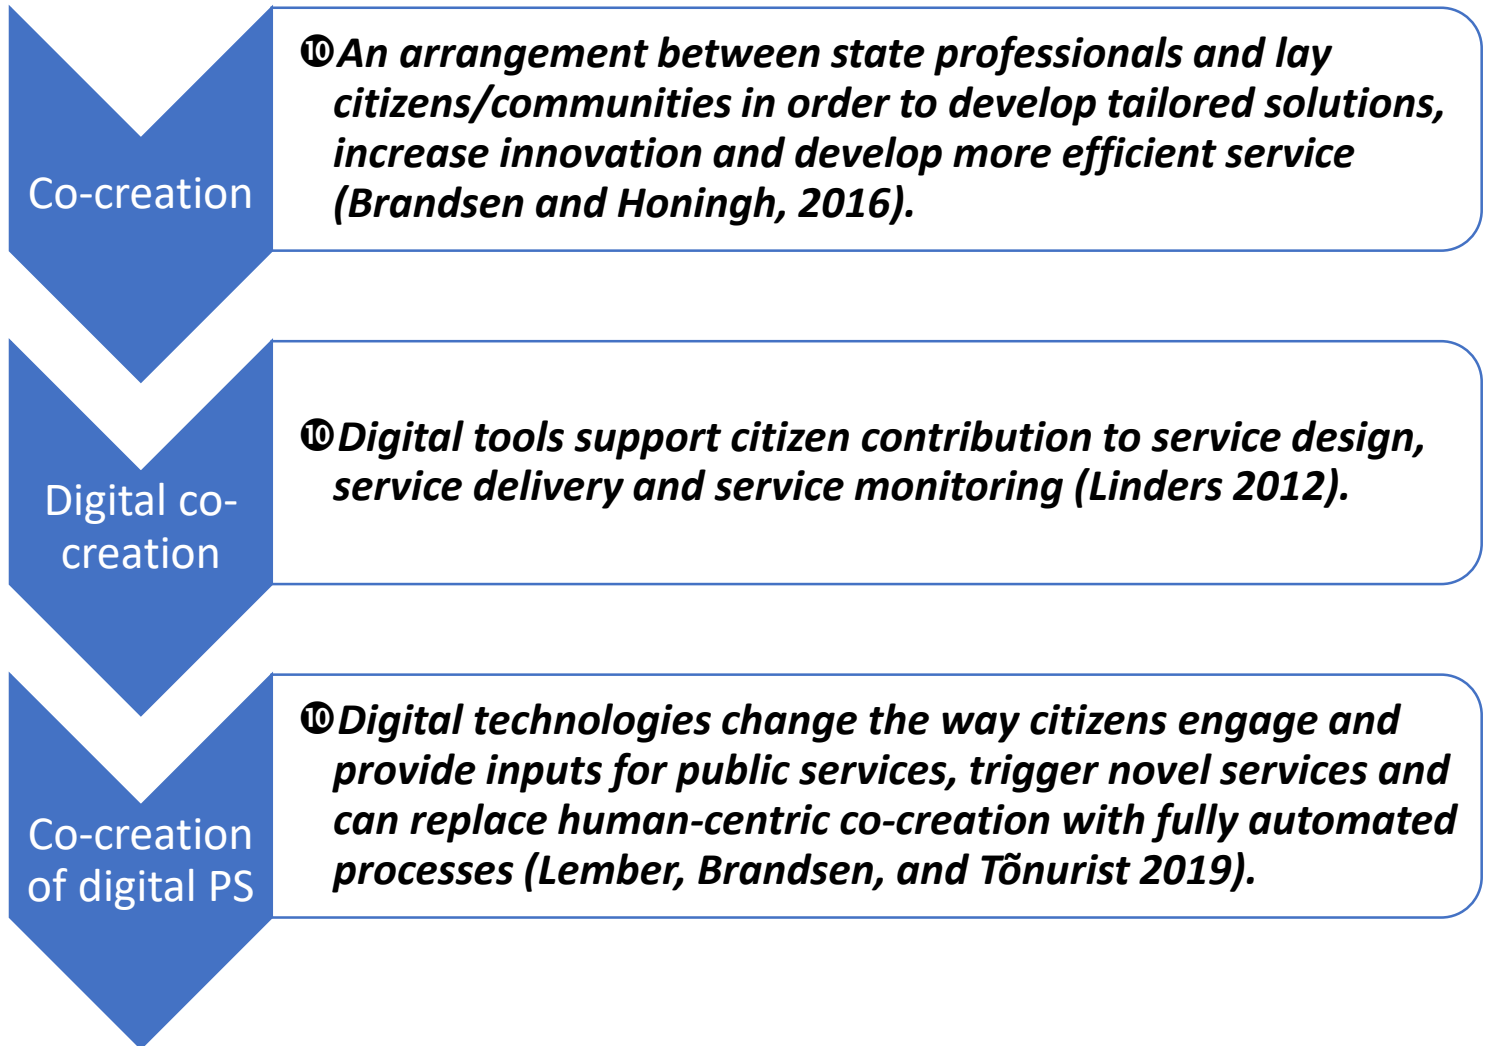 Co-creation
❿An arrangement between state professionals and lay
citizens/communities in order to develop tailored solutions,
increase innovation and develop more efficient service
(Brandsen and Honingh, 2016).
Digital co-
creation
❿Digital tools support citizen contribution to service design,
service delivery and service monitoring (Linders 2012).
Co-creation
of digital PS
❿Digital technologies change the way citizens engage and
provide inputs for public services, trigger novel services and
can replace human-centric co-creation with fully automated
processes (Lember, Brandsen, and Tõnurist 2019).